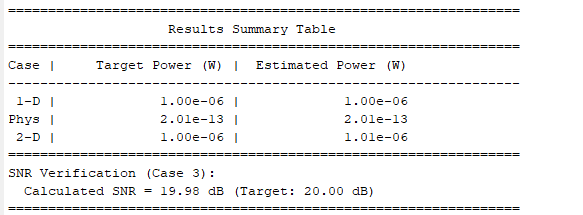 ================================================================
Results Summary Table
================================================================
Case |     Target Power (W) |  Estimated Power (W)
----------------------------------------------------------------
 1-D |             1.00e-06 |             1.00e-06
Phys |             2.01e-13 |             2.01e-13
 2-D |             1.00e-06 |             1.01e-06
================================================================
SNR Verification (Case 3):
  Calculated SNR = 19.98 dB (Target: 20.00 dB)
================================================================